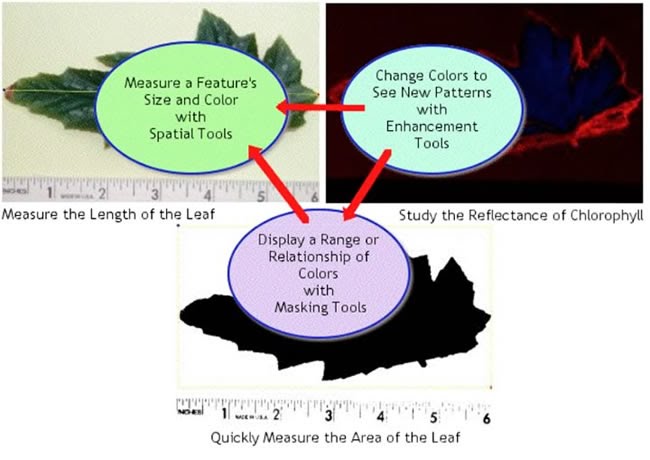 Measure a Feature's
Size and Color
with
Spatial Tools
Change Colors to
See New Patterns
with
Enhancement
Tools
INCHES 1 MADE IN U.S.A. 2 3 4 5 6
Measure the Length of the Leaf
Study the Reflectance of Chlorophyll
Display a Range or
Relationship of
Colors
with
Masking Tools
INCHES 1 MADE IN U.S.A. 2 3 4 5 6
Quickly Measure the Area of the Leaf